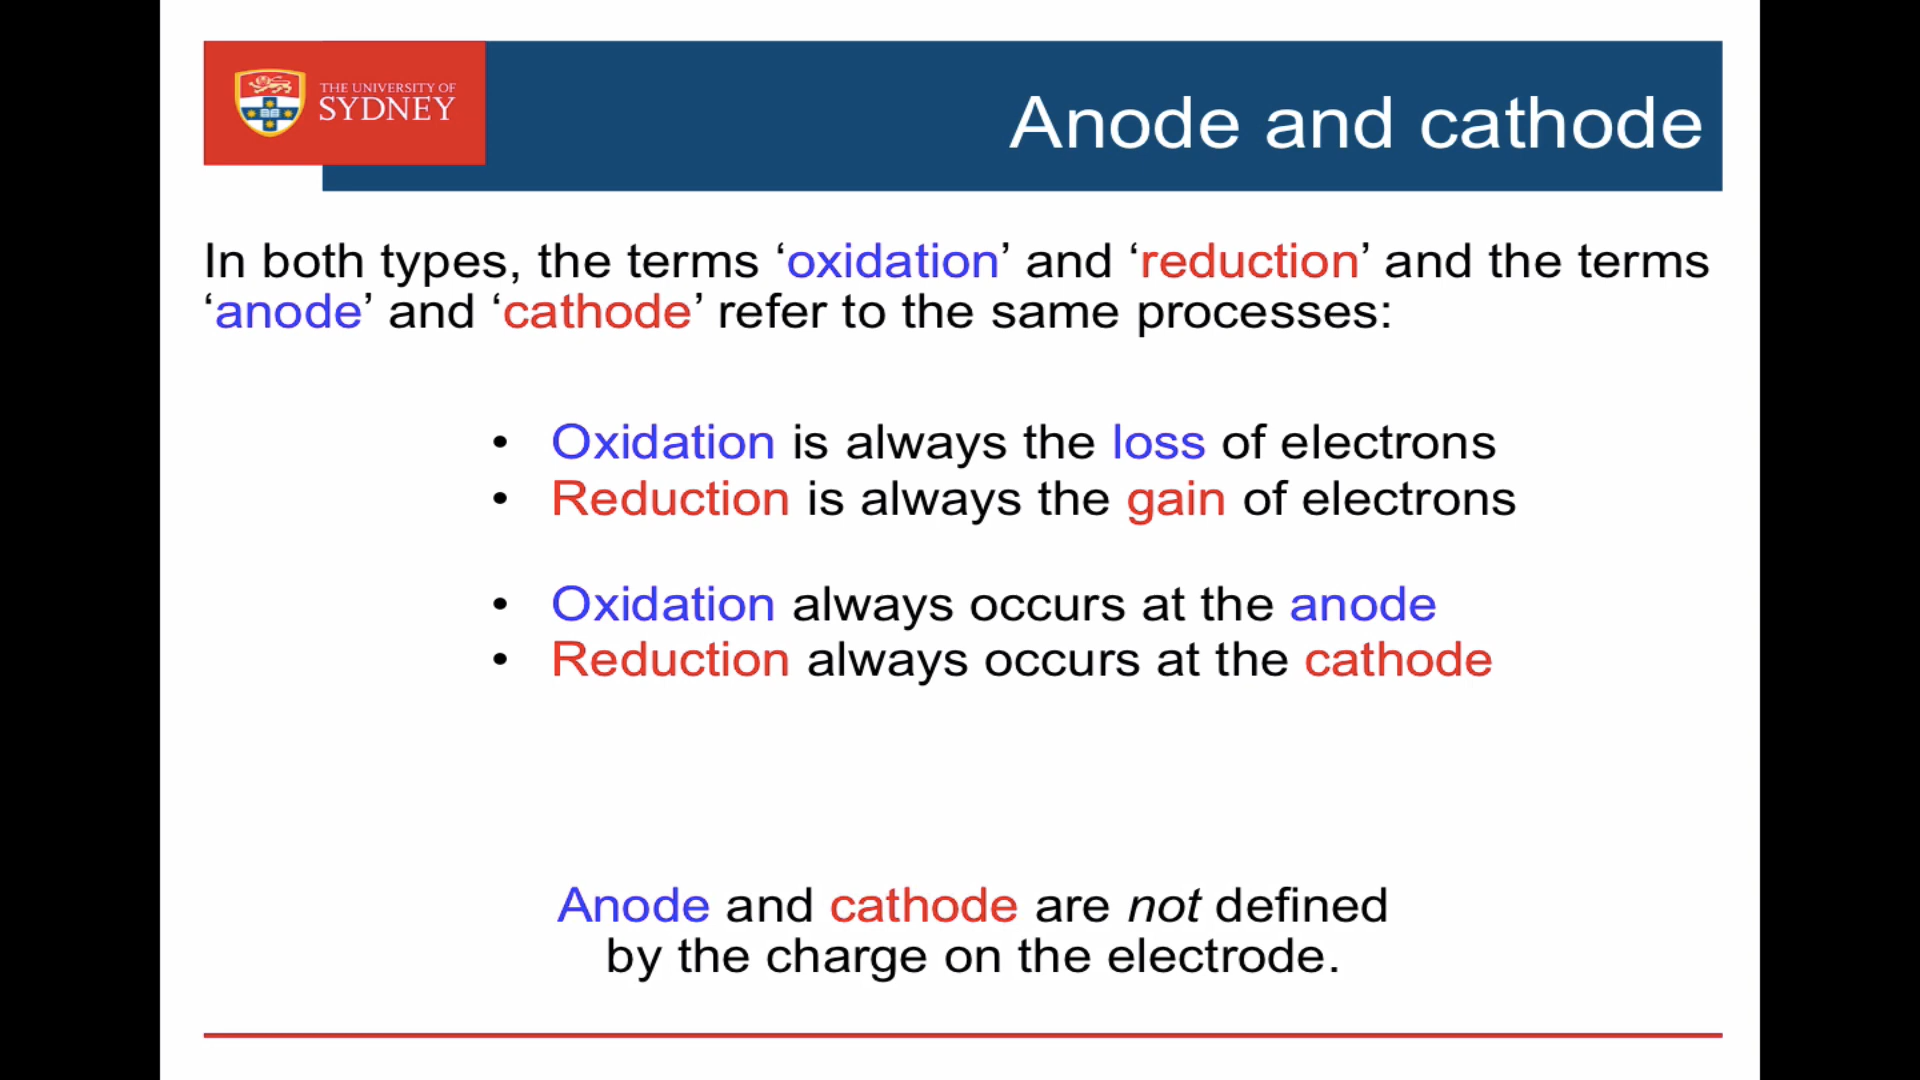 THE UNIVERSITY OF
SYDNEY
Anode and cathode
In both types, the terms ‘oxidation’ and ‘reduction’ and the terms
‘anode’ and ‘cathode’ refer to the same processes:
• Oxidation is always the loss of electrons
• Reduction is always the gain of electrons
• Oxidation always occurs at the anode
• Reduction always occurs at the cathode
Anode and cathode are not defined
by the charge on the electrode.